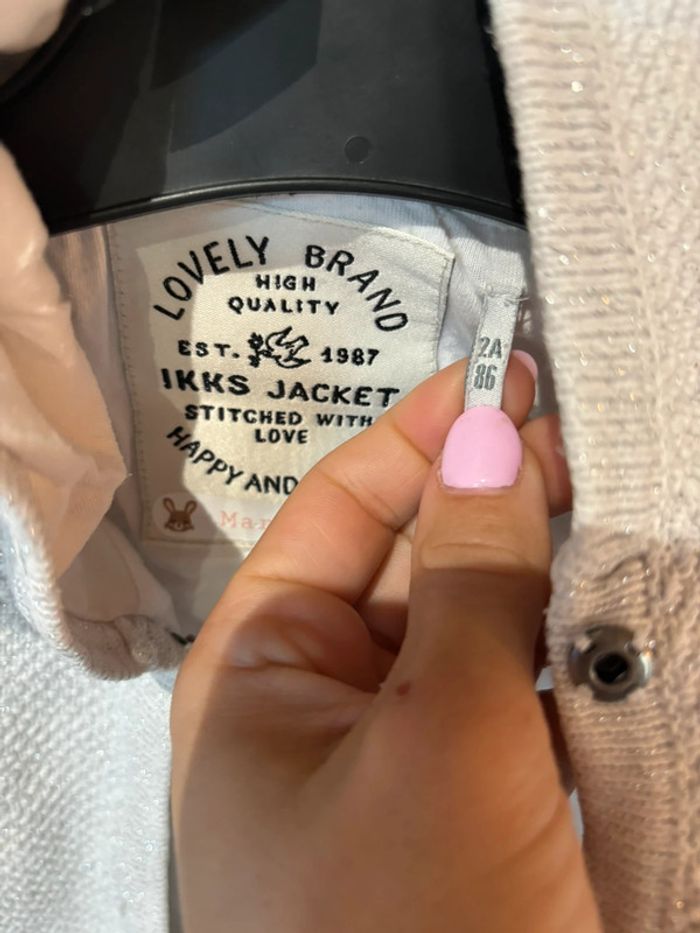 LOVELY BRAND
HIGH
QUALITY
EST. 1987
IKKS JACKET
STITCHED WITH
LOVE
HAPPY AND
2A
86